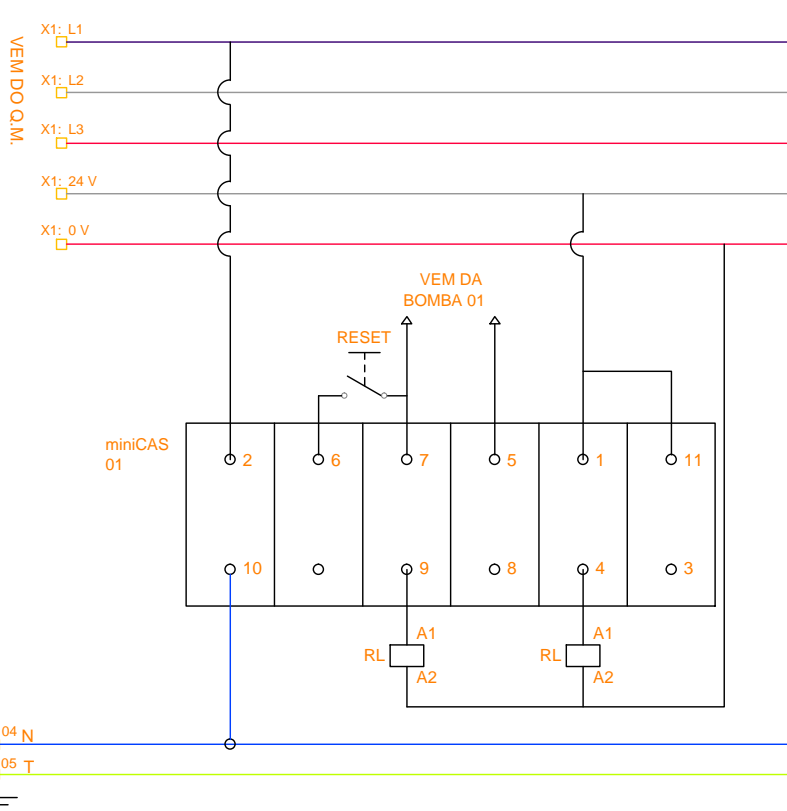 VEM DO Q.M.
X1: L1
X1: L2
X1: L3
X1: 24 V
X1: 0 V
VEM DA
BOMBA 01
RESET
miniCAS
01
2
6
7
5
1
11
10
9
8
4
3
A1
A1
RL
RL
A2
A2
04 N
05 T